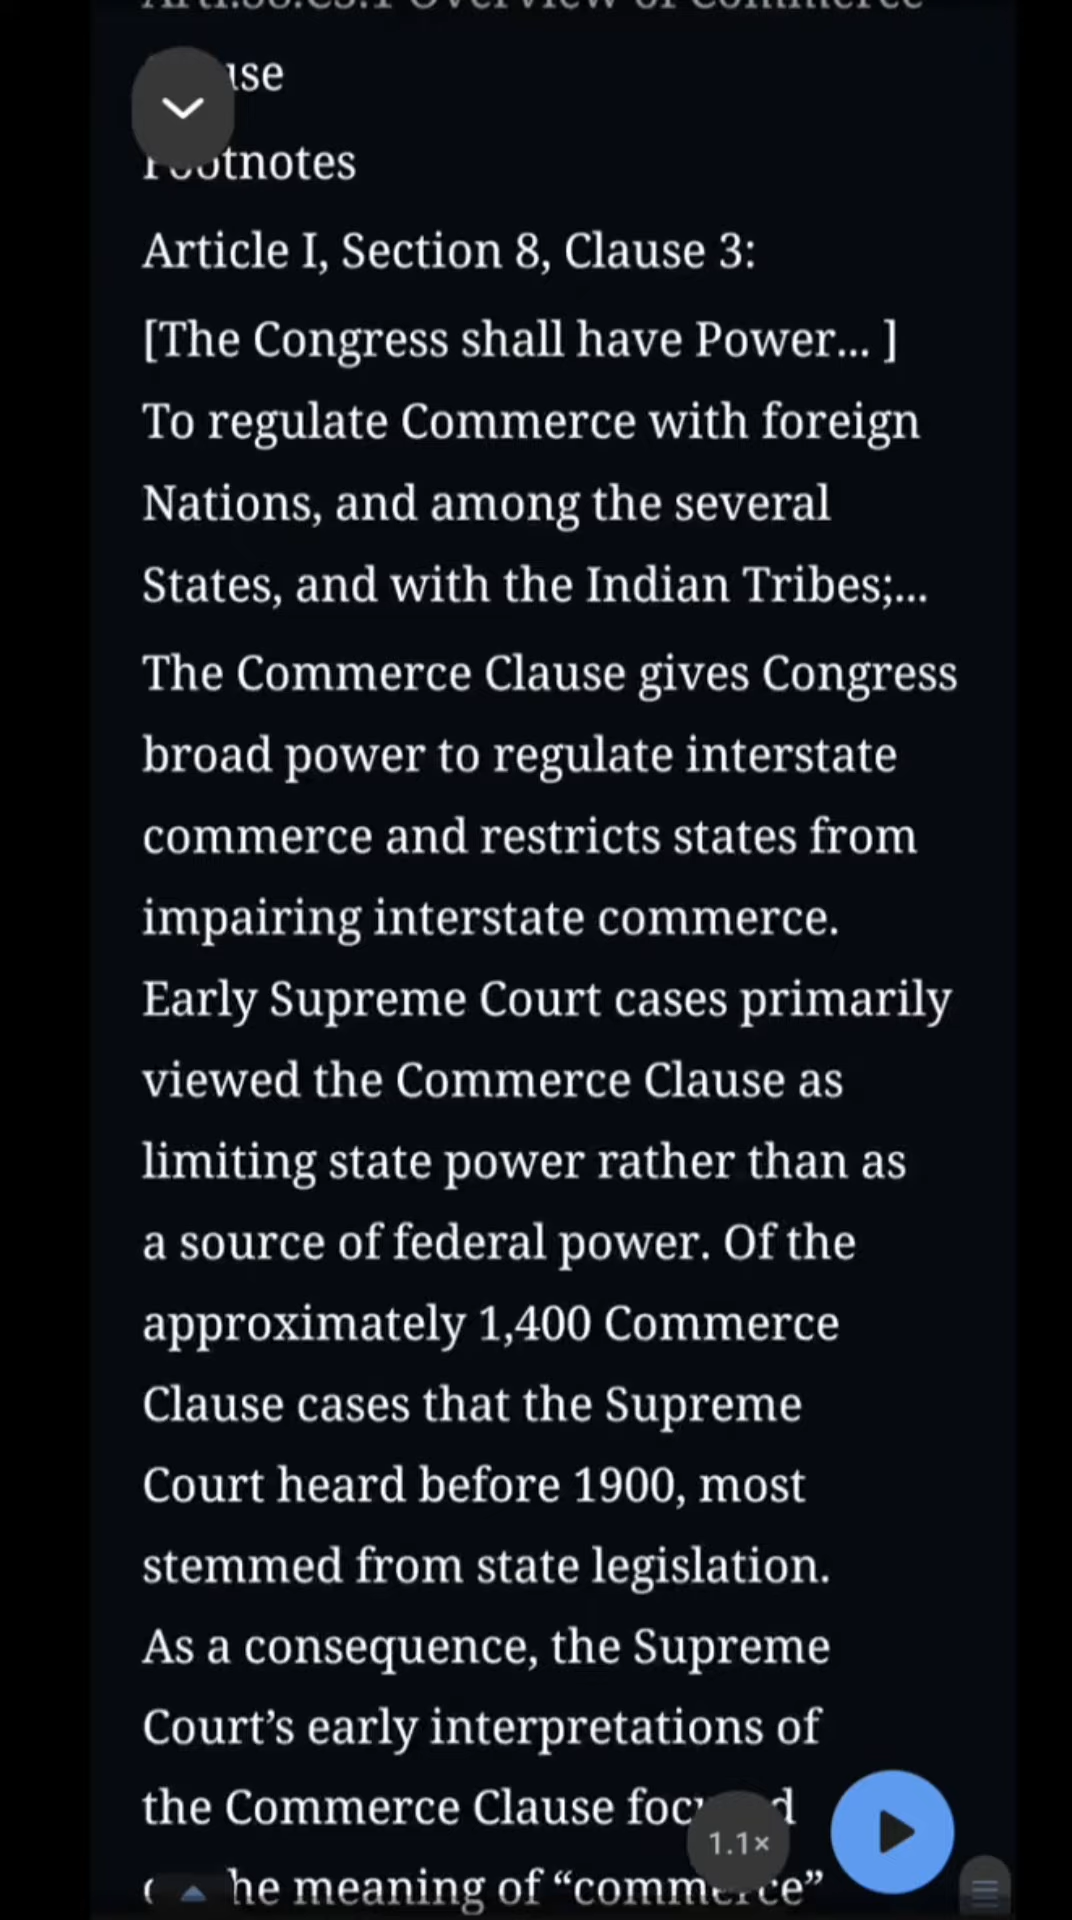 Overview of Commerce
Footnotes
Article I, Section 8, Clause 3:
[The Congress shall have Power... ]
To regulate Commerce with foreign
Nations, and among the several
States, and with the Indian Tribes;...
The Commerce Clause gives Congress
broad power to regulate interstate
commerce and restricts states from
impairing interstate commerce.
Early Supreme Court cases primarily
viewed the Commerce Clause as
limiting state power rather than as
a source of federal power. Of the
approximately 1,400 Commerce
Clause cases that the Supreme
Court heard before 1900, most
stemmed from state legislation.
As a consequence, the Supreme
Court’s early interpretations of
the Commerce Clause focused
1.1×
the meaning of “commerce”